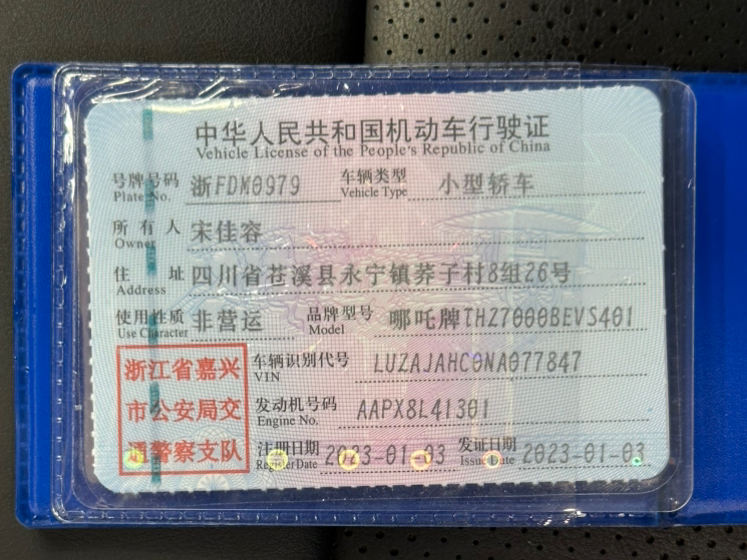 中华人民共和国机动车行驶证
Vehicle License of the People's Republic of China
号牌号码 浙FDM0979 车辆类型 小型轿车
Plate No. Vehicle Type
所有人 宋佳容
Owner
住址 四川省苍溪县永宁镇荞子村8组26号
Address
使用性质 非营运 品牌型号 哪吒牌THZ7000BEVS401
Use Character Model
浙江省嘉兴
市公安局交
通警察支队
车辆识别代号 LUZAJAHC0NA077847
VIN
发动机号码 AAPX8L41301
Engine No.
注册日期 2023-01-03 发证日期 2023-01-03
Register Date Issue Date